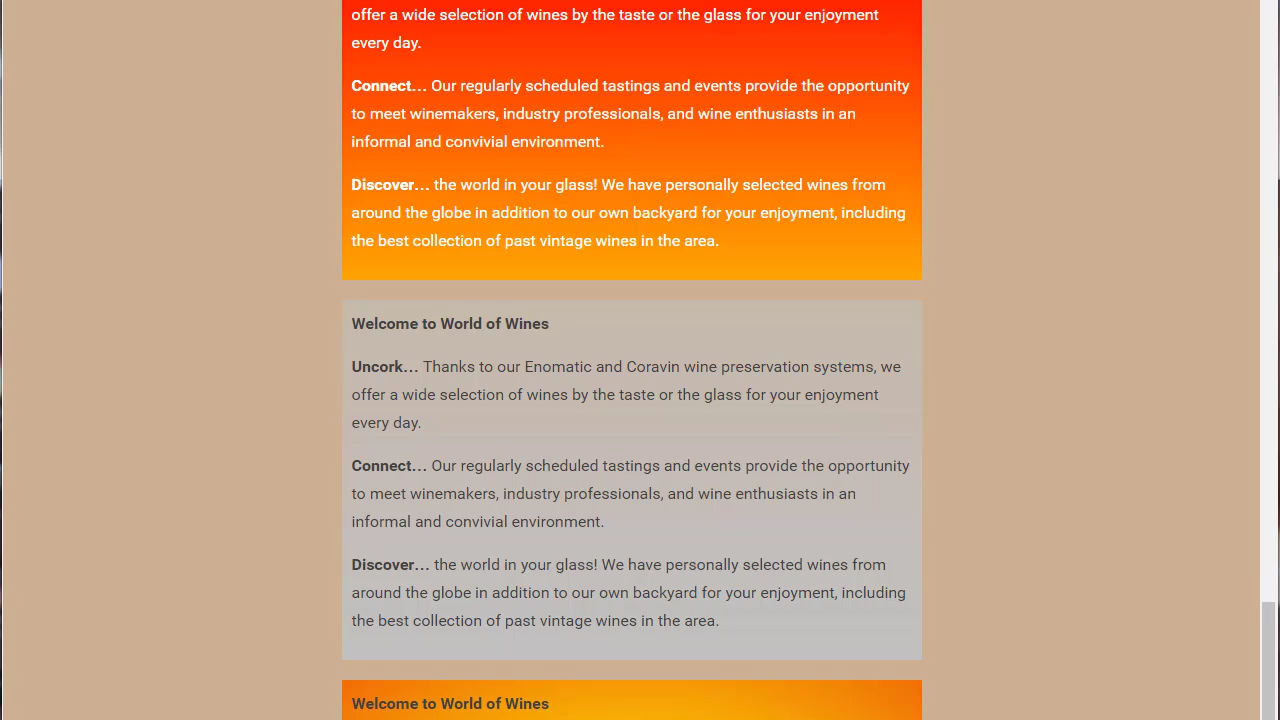 offer a wide selection of wines by the taste or the glass for your enjoyment
every day.
Connect… Our regularly scheduled tastings and events provide the opportunity
to meet winemakers, industry professionals, and wine enthusiasts in an
informal and convivial environment.
Discover… the world in your glass! We have personally selected wines from
around the globe in addition to our own backyard for your enjoyment, including
the best collection of past vintage wines in the area.
Welcome to World of Wines
Uncork… Thanks to our Enomatic and Coravin wine preservation systems, we
offer a wide selection of wines by the taste or the glass for your enjoyment
every day.
Connect… Our regularly scheduled tastings and events provide the opportunity
to meet winemakers, industry professionals, and wine enthusiasts in an
informal and convivial environment.
Discover… the world in your glass! We have personally selected wines from
around the globe in addition to our own backyard for your enjoyment, including
the best collection of past vintage wines in the area.
Welcome to World of Wines